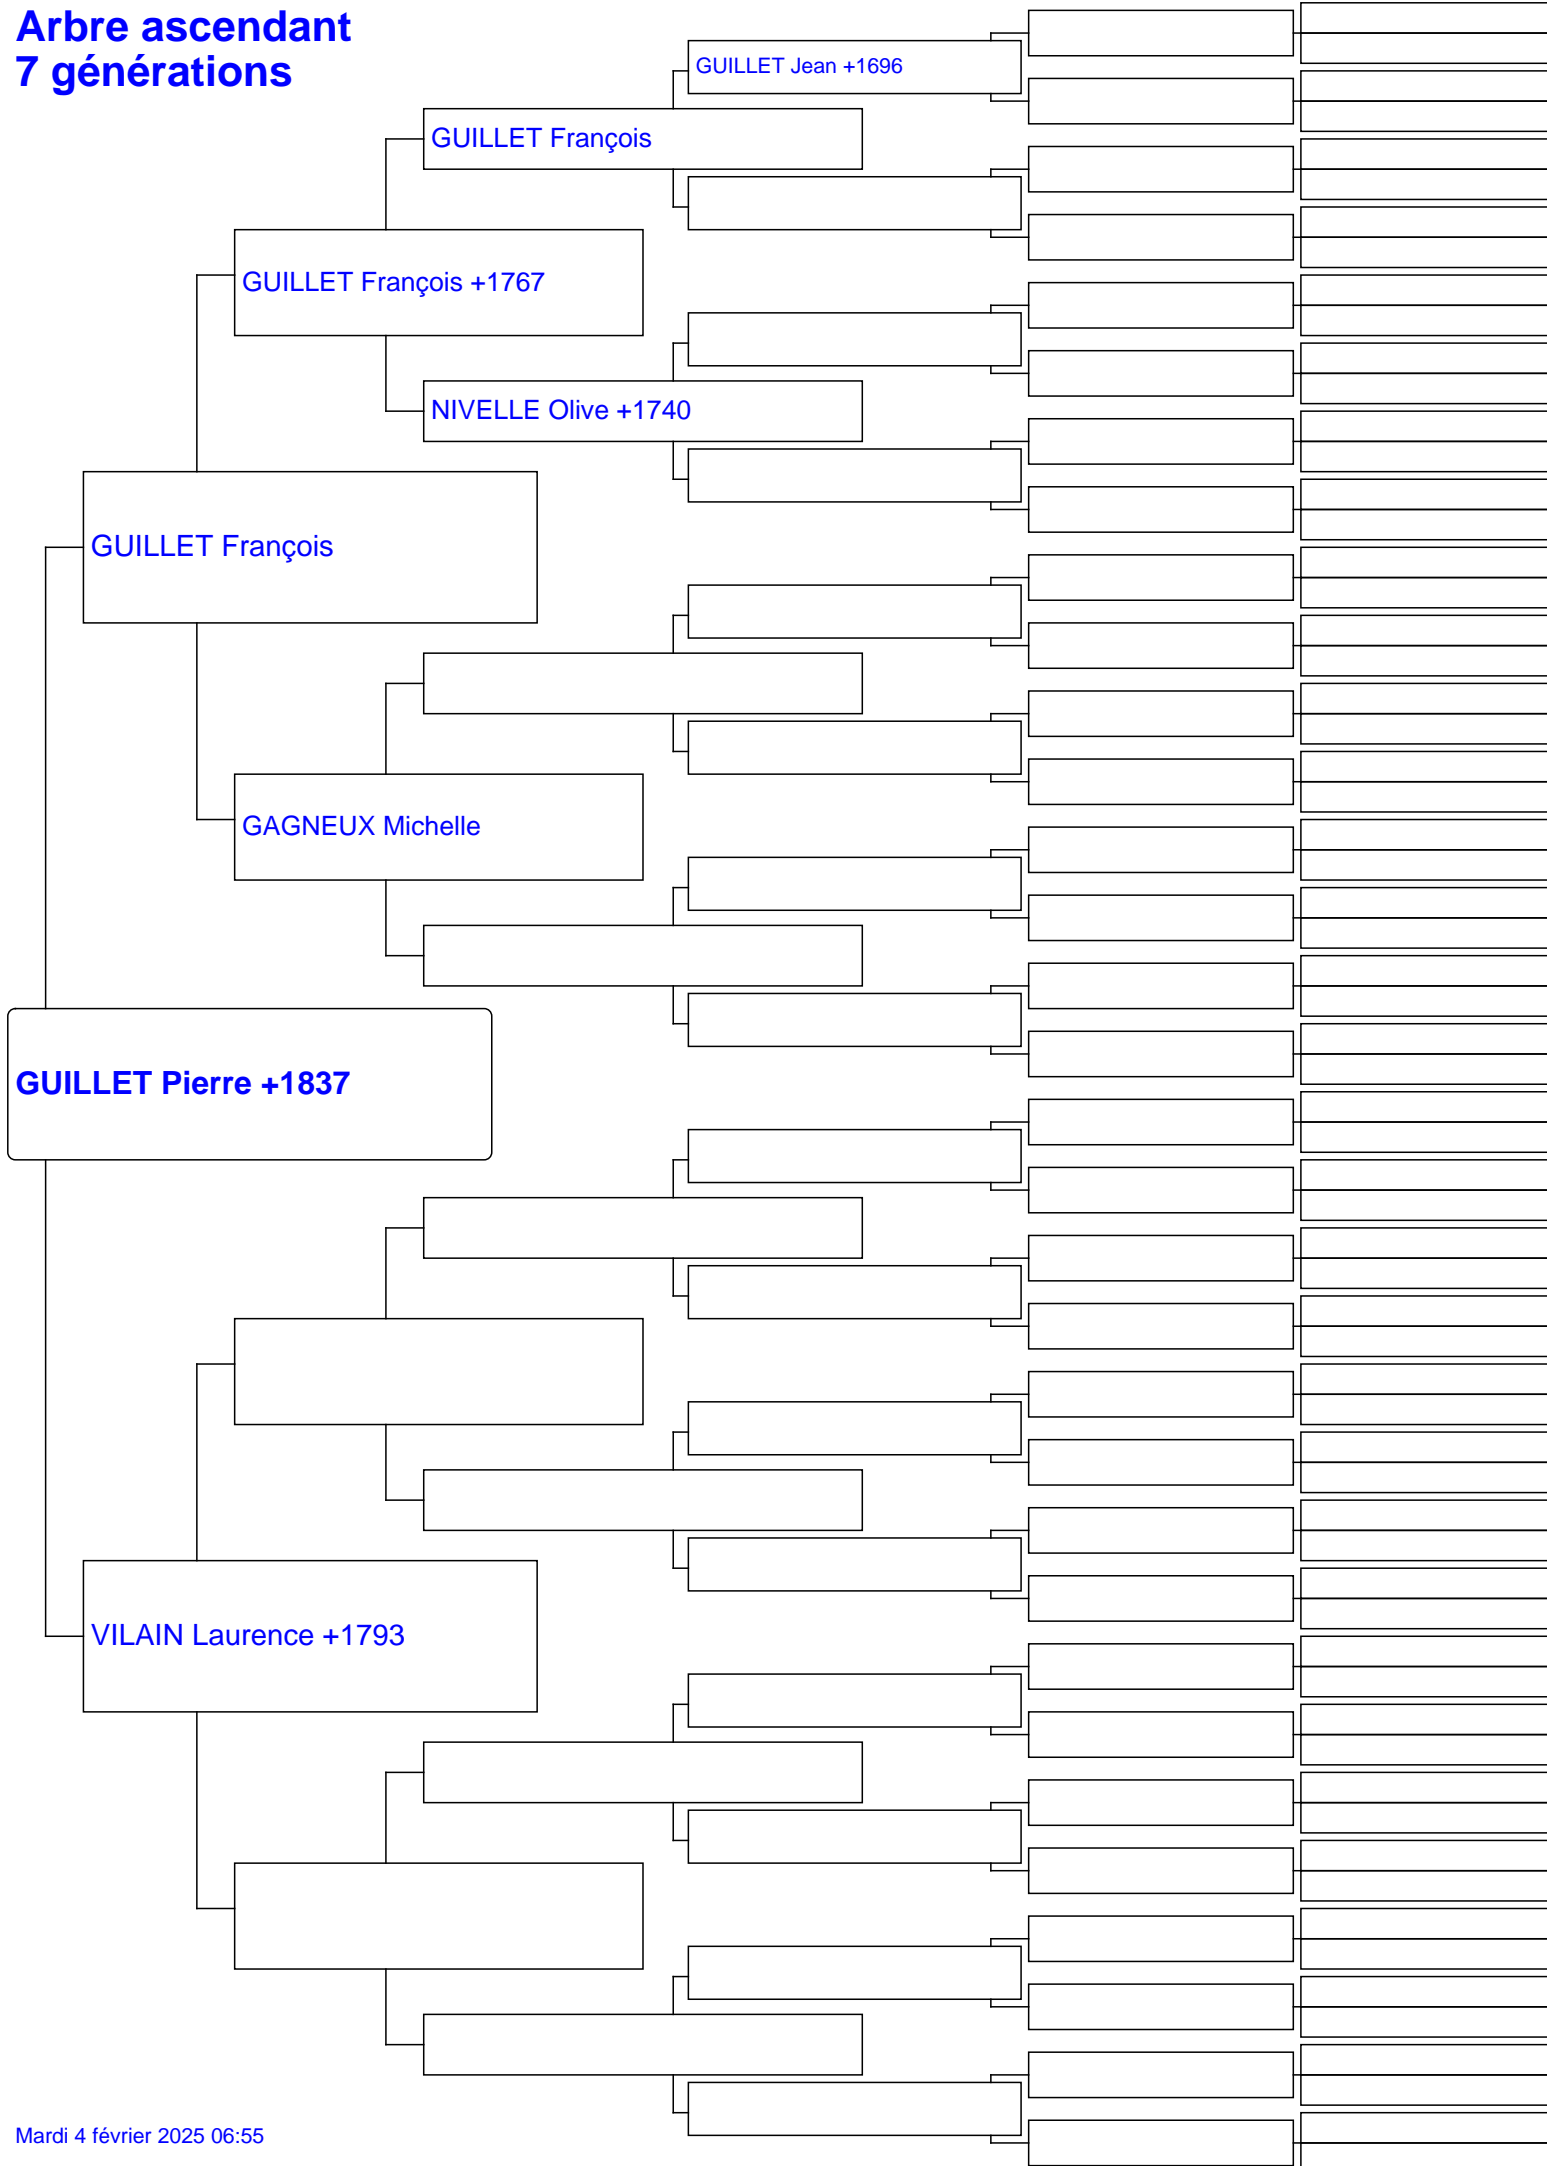 Arbre ascendant
7 générations
GUILLET Jean +1696
GUILLET François
GUILLET François +1767
NIVELLE Olive +1740
GUILLET François
GAGNEUX Michelle
GUILLET Pierre +1837
VILAIN Laurence +1793
Mardi 4 février 2025 06:55